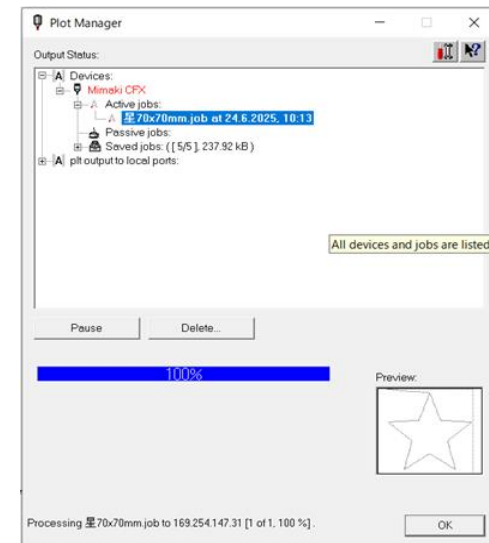 Plot Manager
Output Status:
Devices:
Mimaki CFX
Active jobs:
星70x70mm.job at 24.6.2025, 10:13
Passive jobs:
Saved jobs: ( [ 5/5 ], 237.92 kB )
plt output to local ports:
All devices and jobs are listed
Pause
Delete...
100%
Preview:
Processing 星70x70mm.job to 169.254.147.31 [1 of 1, 100 %] .
OK